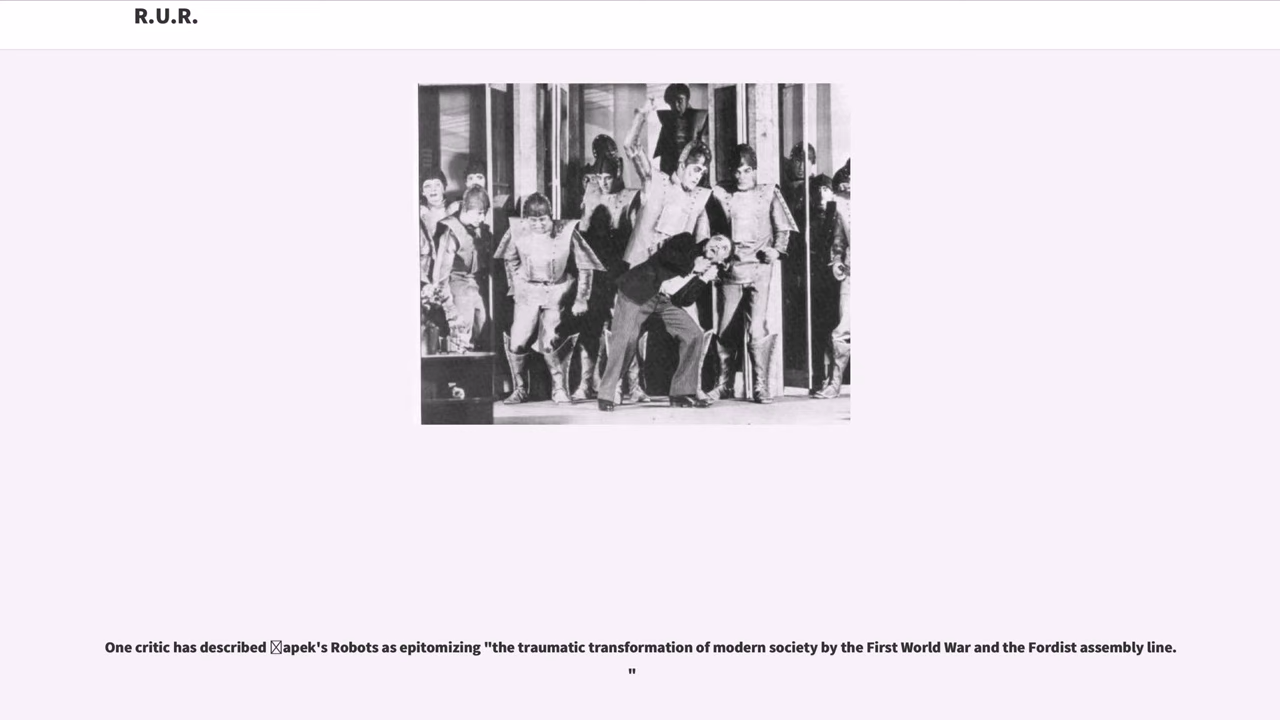 R.U.R.
One critic has described apek's Robots as epitomizing "the traumatic transformation of modern society by the First World War and the Fordist assembly line.
"